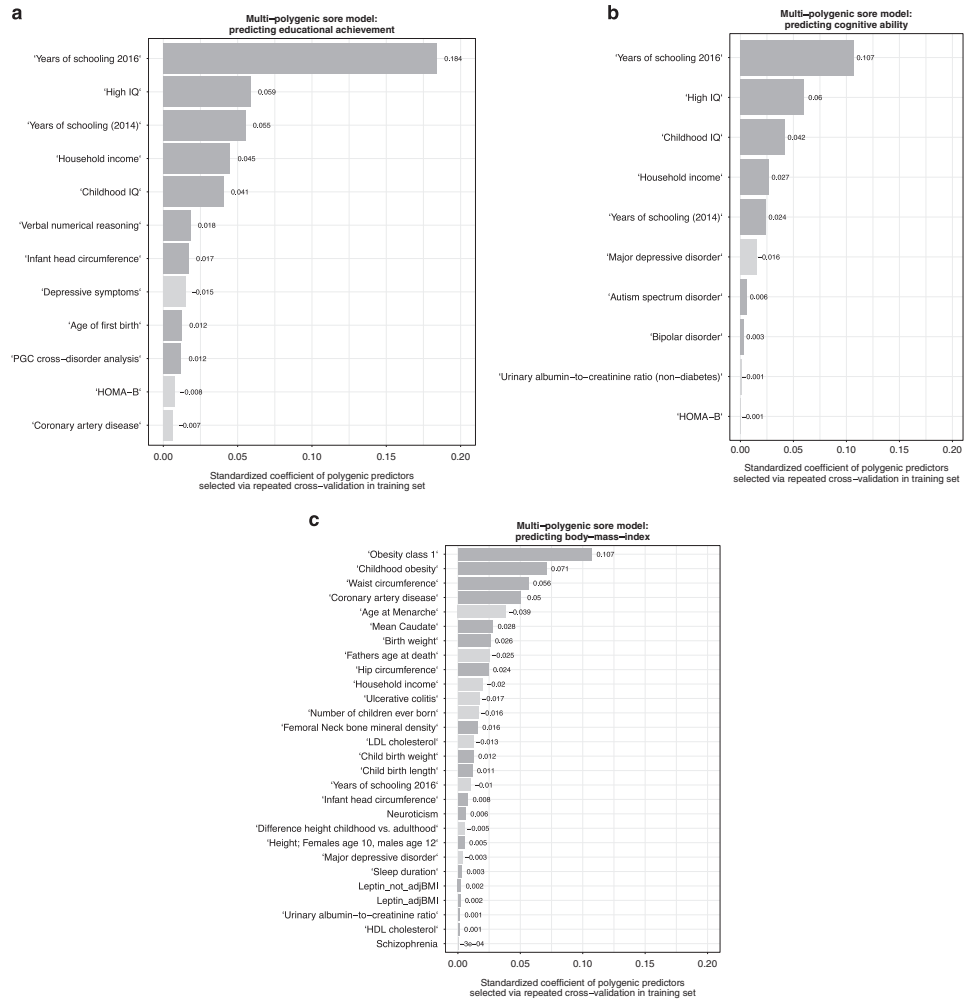 a
Multi−polygenic sore model:
predicting educational achievement
‘Years of schooling 2016‘ 0.184
‘High IQ‘ 0.059
‘Years of schooling (2014)‘ 0.055
‘Household income‘ 0.045
‘Childhood IQ‘ 0.041
‘Verbal numerical reasoning‘ 0.018
‘Infant head circumference‘ 0.017
‘Depressive symptoms‘ −0.015
‘Age of first birth‘ 0.012
‘PGC cross−disorder analysis‘ 0.012
‘HOMA−B‘ −0.008
‘Coronary artery disease‘ −0.007
0.00 0.05 0.10 0.15 0.20
Standardized coefficient of polygenic predictors
selected via repeated cross−validation in training set
b
Multi−polygenic sore model:
predicting cognitive ability
‘Years of schooling 2016‘ 0.107
‘High IQ‘ 0.06
‘Childhood IQ‘ 0.042
‘Household income‘ 0.027
‘Years of schooling (2014)‘ 0.024
‘Major depressive disorder‘ −0.016
‘Autism spectrum disorder‘ 0.006
‘Bipolar disorder‘ 0.003
‘Urinary albumin−to−creatinine ratio (non−diabetes)‘ −0.001
‘HOMA−B‘ −0.001
0.00 0.05 0.10 0.15 0.20
Standardized coefficient of polygenic predictors
selected via repeated cross−validation in training set
c
Multi−polygenic sore model:
predicting body−mass−index
‘Obesity class 1‘ 0.107
‘Childhood obesity‘ 0.071
‘Waist circumference‘ 0.056
‘Coronary artery disease‘ 0.05
‘Age at Menarche‘ −0.039
‘Mean Caudate‘ 0.028
‘Birth weight‘ 0.026
‘Fathers age at death‘ −0.025
‘Hip circumference‘ 0.024
‘Household income‘ −0.02
‘Ulcerative colitis‘ −0.017
‘Number of children ever born‘ −0.016
‘Femoral Neck bone mineral density‘ 0.016
‘LDL cholesterol‘ −0.013
‘Child birth weight‘ 0.012
‘Child birth length‘ 0.011
‘Years of schooling 2016‘ −0.01
‘Infant head circumference‘ 0.008
Neuroticism 0.006
‘Difference height childhood vs. adulthood‘ −0.005
‘Height; Females age 10, males age 12‘ 0.005
‘Major depressive disorder‘ −0.003
‘Sleep duration‘ 0.003
Leptin_not_adjBMI 0.002
Leptin_adjBMI 0.002
‘Urinary albumin−to−creatinine ratio‘ 0.001
‘HDL cholesterol‘ 0.001
Schizophrenia −3e−04
0.00 0.05 0.10 0.15 0.20
Standardized coefficient of polygenic predictors
selected via repeated cross−validation in training set